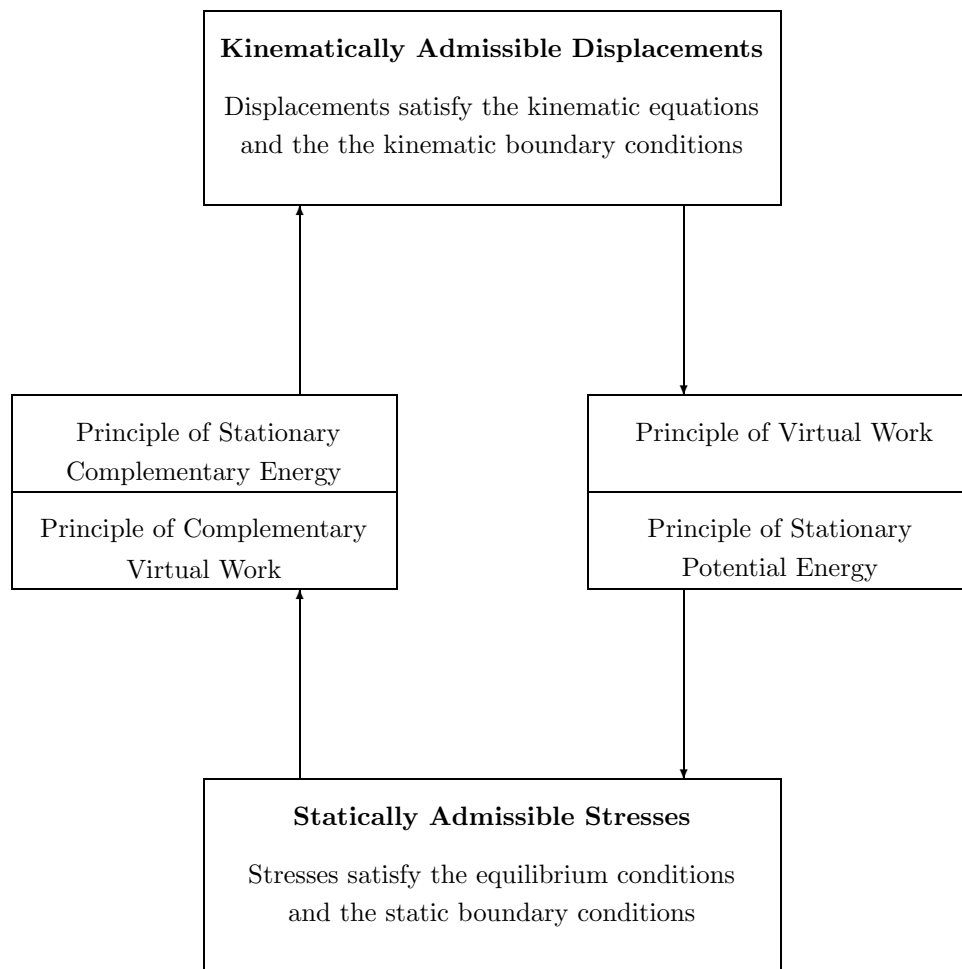 Kinematically Admissible Displacements
Displacements satisfy the kinematic equations
and the the kinematic boundary conditions
Principle of Stationary
Complementary Energy
Principle of Complementary
Virtual Work
Principle of Virtual Work
Principle of Stationary
Potential Energy
Statically Admissible Stresses
Stresses satisfy the equilibrium conditions
and the static boundary conditions